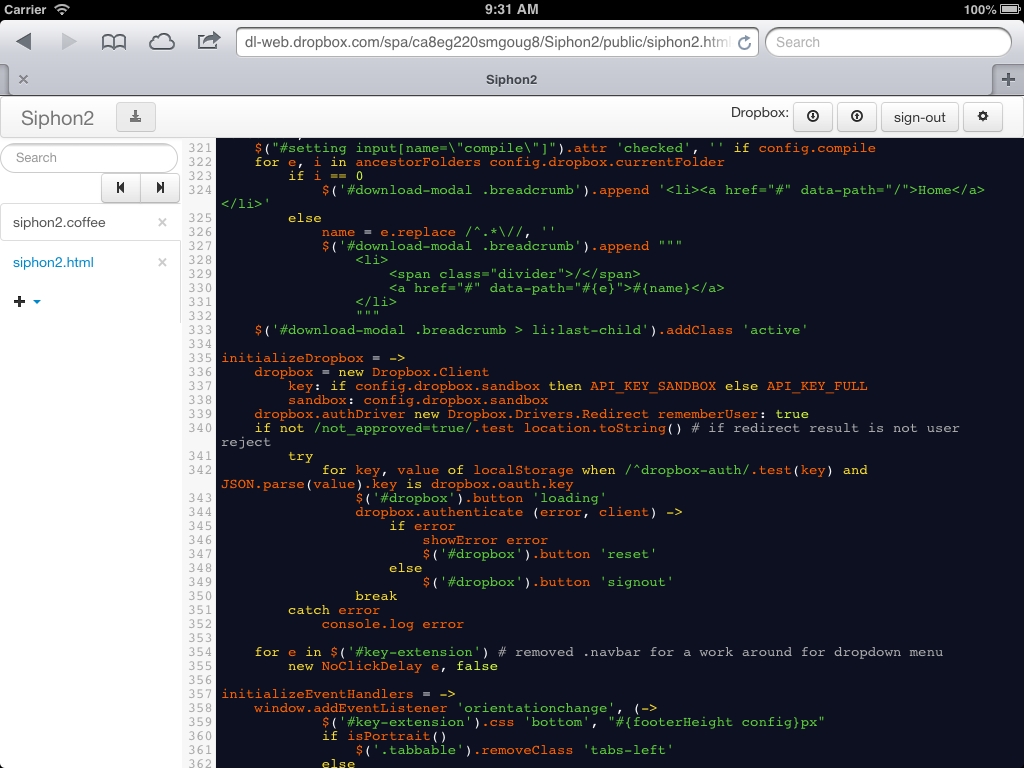 Carrier 9:31 AM 100%
dl-web.dropbox.com/spa/ca8eg220smgoug8/Siphon2/public/siphon2.htm Search
Siphon2
Siphon2 Dropbox: sign-out
Search
siphon2.coffee
siphon2.html
321 $("#setting input[name=\"compile\"]").attr 'checked', '' if config.compile
322 for e, i in ancestorFolders config.dropbox.currentFolder
323 if i == 0
324 $('#download-modal .breadcrumb').append '<li><a href="#" data-path="/">Home</a>
</li>'
325 else
326 name = e.replace /^.*\//, ''
327 $('#download-modal .breadcrumb').append """
328 <li>
329 <span class="divider">/</span>
330 <a href="#" data-path="#{e}">#{name}</a>
331 </li>
332 """
333 $('#download-modal .breadcrumb > li:last-child').addClass 'active'
334
335 initializeDropbox = ->
336 dropbox = new Dropbox.Client
337 key: if config.dropbox.sandbox then API_KEY_SANDBOX else API_KEY_FULL
338 sandbox: config.dropbox.sandbox
339 dropbox.authDriver new Dropbox.Drivers.Redirect rememberUser: true
340 if not /not_approved=true/.test location.toString() # if redirect result is not user
reject
341 try
342 for key, value of localStorage when /^dropbox-auth/.test(key) and
JSON.parse(value).key is dropbox.oauth.key
343 $('#dropbox').button 'loading'
344 dropbox.authenticate (error, client) ->
345 if error
346 showError error
347 $('#dropbox').button 'reset'
348 else
349 $('#dropbox').button 'signout'
350 break
351 catch error
352 console.log error
353
354 for e in $('#key-extension') # removed .navbar for a work around for dropdown menu
355 new NoClickDelay e, false
356
357 initializeEventHandlers = ->
358 window.addEventListener 'orientationchange', (->
359 $('#key-extension').css 'bottom', "#{footerHeight config}px"
360 if isPortrait()
361 $('.tabbable').removeClass 'tabs-left'
362 else